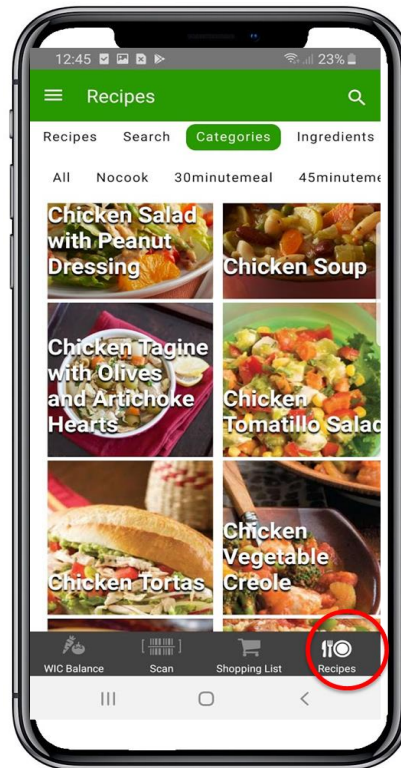 12:45
23%
Recipes
Recipes Search Categories Ingredients
All Nocook 30minutemeal 45minuteme
Chicken Salad
with Peanut
Dressing
Chicken Soup
Chicken Tagine
with Olives
and Artichoke
Hearts
Chicken
Tomatillo Salad
Chicken Tortas
Chicken
Vegetable
Creole
WIC Balance Scan Shopping List Recipes